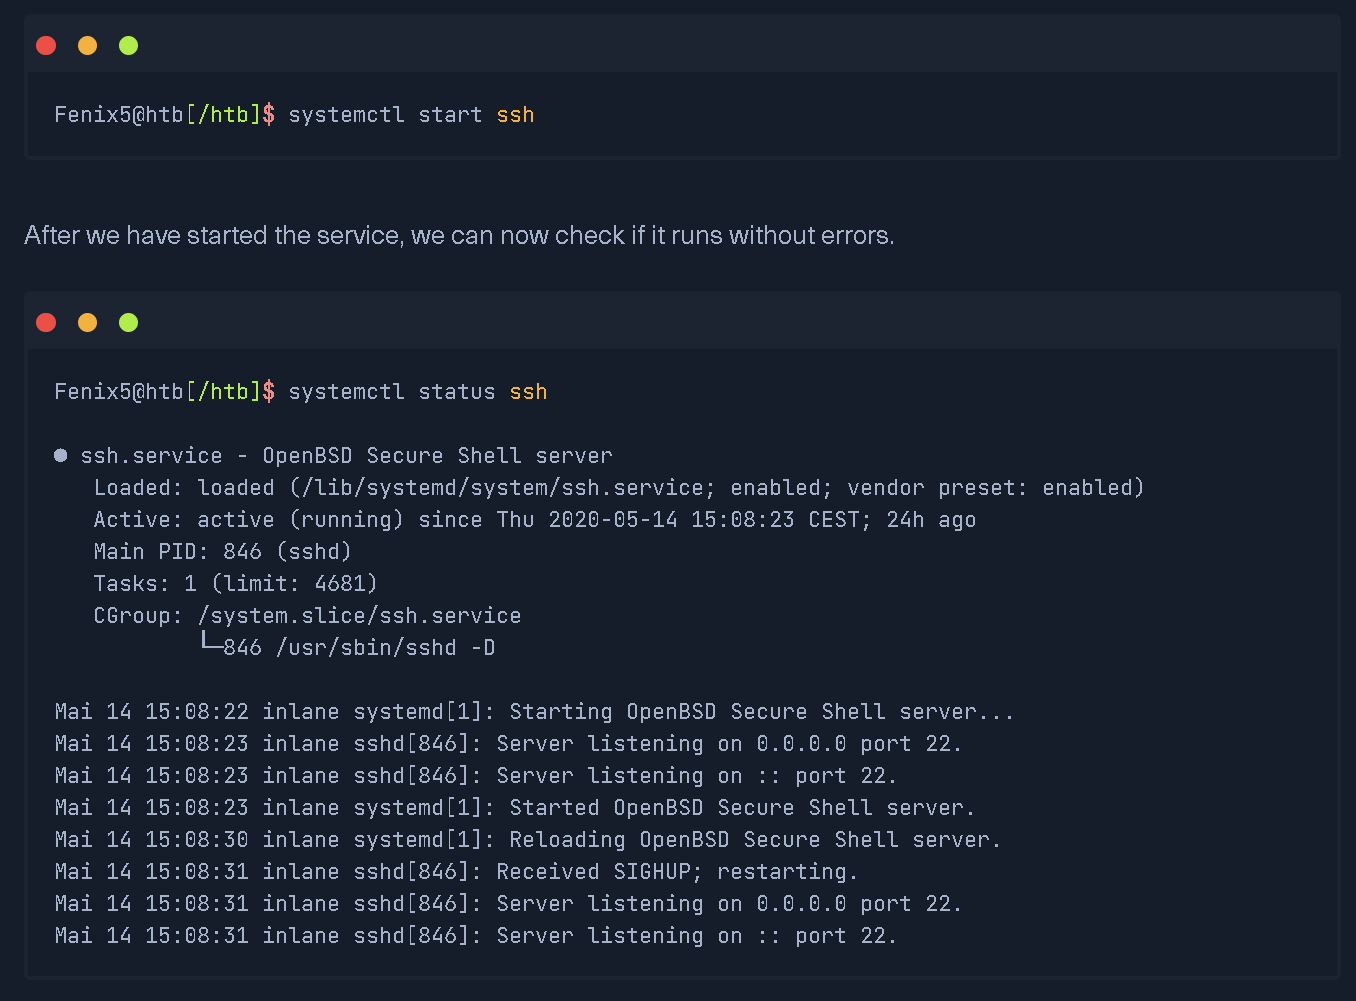 Fenix5@htb[/htb]$ systemctl start ssh
After we have started the service, we can now check if it runs without errors.
Fenix5@htb[/htb]$ systemctl status ssh
● ssh.service - OpenBSD Secure Shell server
Loaded: loaded (/lib/systemd/system/ssh.service; enabled; vendor preset: enabled)
Active: active (running) since Thu 2020-05-14 15:08:23 CEST; 24h ago
Main PID: 846 (sshd)
Tasks: 1 (limit: 4681)
CGroup: /system.slice/ssh.service
└─846 /usr/sbin/sshd -D
Mai 14 15:08:22 inlane systemd[1]: Starting OpenBSD Secure Shell server...
Mai 14 15:08:23 inlane sshd[846]: Server listening on 0.0.0.0 port 22.
Mai 14 15:08:23 inlane sshd[846]: Server listening on :: port 22.
Mai 14 15:08:23 inlane systemd[1]: Started OpenBSD Secure Shell server.
Mai 14 15:08:30 inlane systemd[1]: Reloading OpenBSD Secure Shell server.
Mai 14 15:08:31 inlane sshd[846]: Received SIGHUP; restarting.
Mai 14 15:08:31 inlane sshd[846]: Server listening on 0.0.0.0 port 22.
Mai 14 15:08:31 inlane sshd[846]: Server listening on :: port 22.